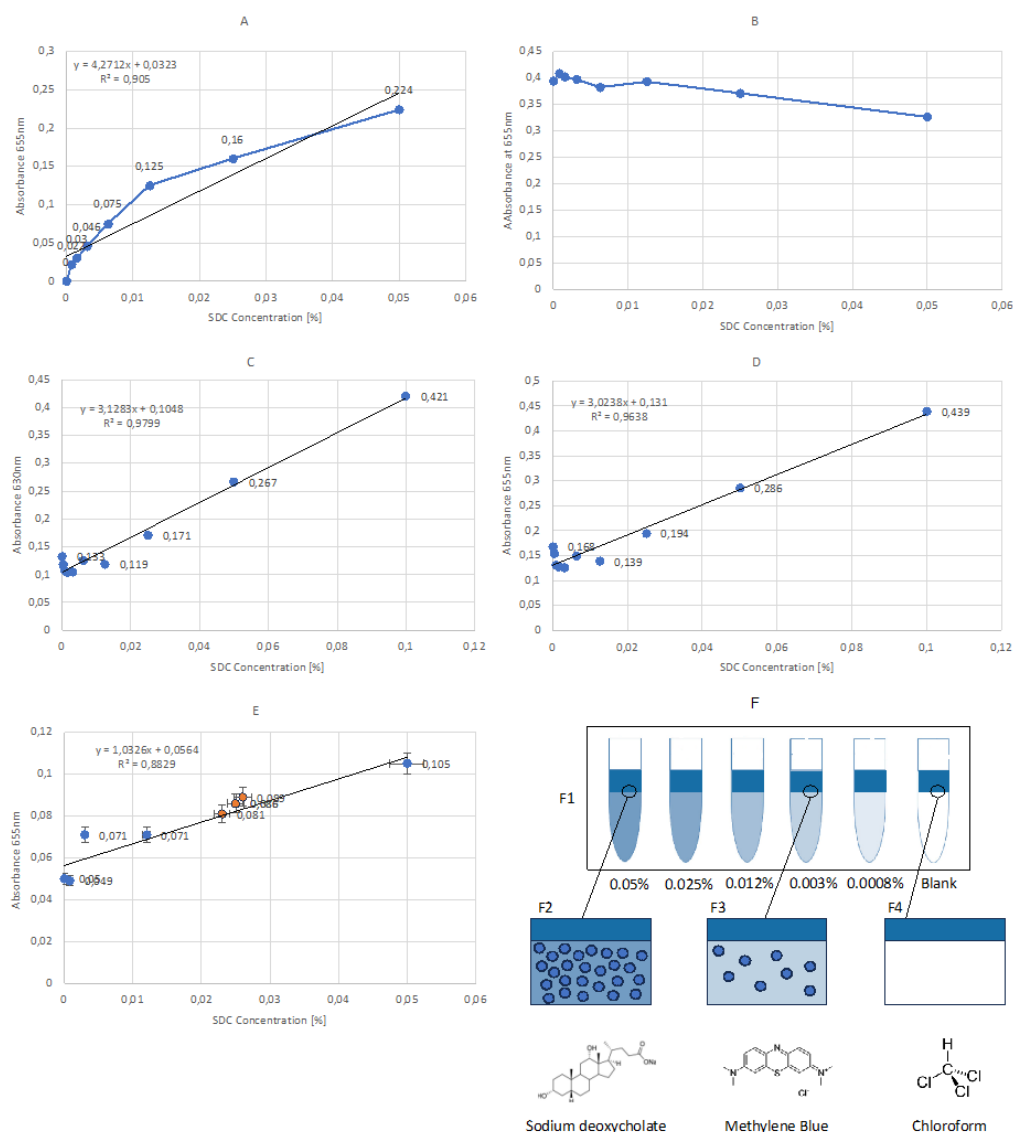 A
y = 4,2712x + 0,0323
R² = 0,905
Absorbance 655nm
0,3
0,25
0,2
0,15
0,1
0,05
0
0,03
0,046
0,075
0,125
0,16
0,224
0 0,01 0,02 0,03 0,04 0,05 0,06
SDC Concentration [%]
B
AAbsorbance at 655nm
0,45
0,4
0,35
0,3
0,25
0,2
0,15
0,1
0,05
0
0 0,01 0,02 0,03 0,04 0,05 0,06
SDC Concentration [%]
C
y = 3,1283x + 0,1048
R² = 0,9799
Absorbance 630nm
0,45
0,4
0,35
0,3
0,25
0,2
0,15
0,1
0,05
0
0,133
0,119
0,171
0,267
0,421
0 0,02 0,04 0,06 0,08 0,1 0,12
SDC Concentration [%]
D
y = 3,0238x + 0,131
R² = 0,9638
Absorbance 655nm
0,5
0,45
0,4
0,35
0,3
0,25
0,2
0,15
0,1
0,05
0
0,168
0,139
0,194
0,286
0,439
0 0,02 0,04 0,06 0,08 0,1 0,12
SDC Concentration [%]
E
y = 1,0326x + 0,0564
R² = 0,8829
Absorbance 655nm
0,12
0,1
0,08
0,06
0,04
0,02
0
0,05
0,049
0,071
0,071
0,081
0,086
0,089
0,105
0 0,01 0,02 0,03 0,04 0,05 0,06
SDC Concentration [%]
F
F1
0.05% 0.025% 0.012% 0.003% 0.0008% Blank
F2 F3 F4
OH
O
ONa
H
HO
H
N
N
S
N+
Cl-
H
C
Cl
Cl
Cl
Sodium deoxycholate Methylene Blue Chloroform